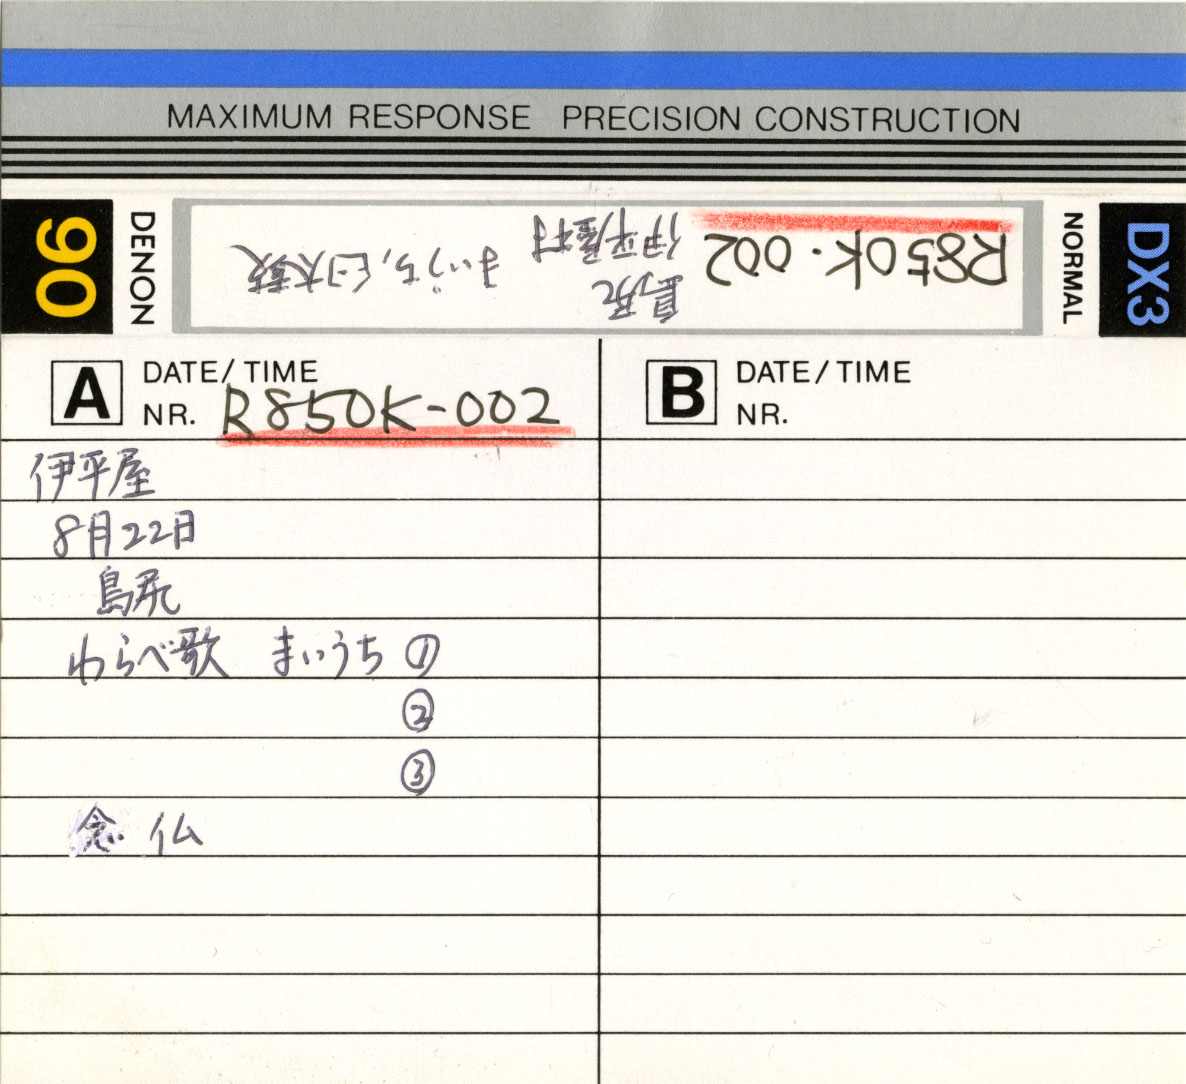 MAXIMUM RESPONSE PRECISION CONSTRUCTION
90
DENON
R850K-002
伊平屋村
島尻
まいうち,
NORMAL
DX3
A DATE/TIME
NR. R850K-002
B DATE/TIME
NR.
伊平屋
8月22日
島尻
わらべ歌 まいうち ①
②
③
念仏